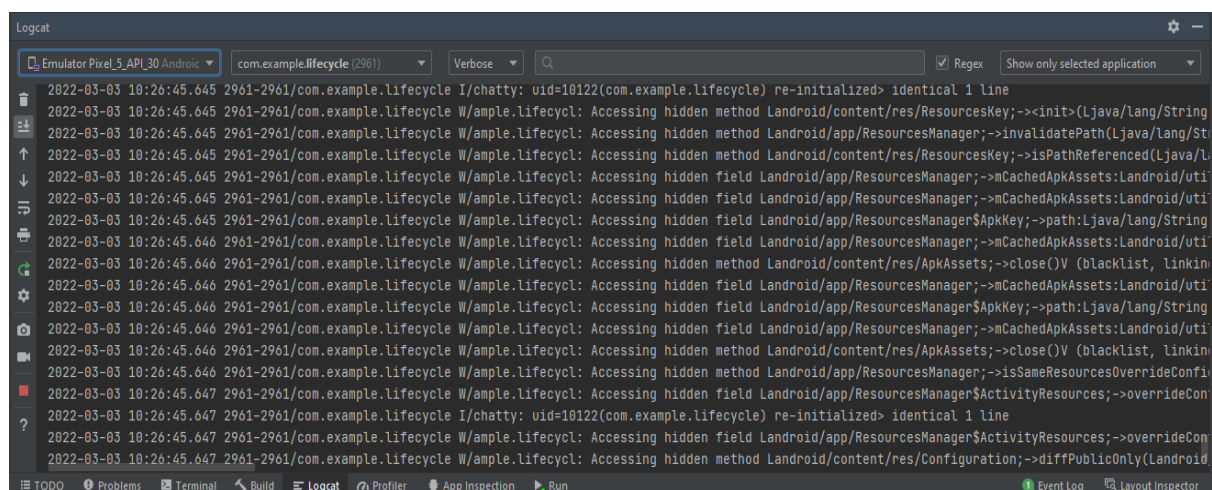 Logcat
Emulator Pixel_5_API_30 Androic com.example.lifecycle (2961) Verbose Regex Show only selected application
2022-03-03 10:26:45.645 2961-2961/com.example.lifecycle I/chatty: uid=10122(com.example.lifecycle) re-initialized> identical 1 line
2022-03-03 10:26:45.645 2961-2961/com.example.lifecycle W/ample.lifecycl: Accessing hidden method Landroid/content/res/ResourcesKey;-><init>(Ljava/lang/String
2022-03-03 10:26:45.645 2961-2961/com.example.lifecycle W/ample.lifecycl: Accessing hidden method Landroid/app/ResourcesManager;->invalidatePath(Ljava/lang/St
2022-03-03 10:26:45.645 2961-2961/com.example.lifecycle W/ample.lifecycl: Accessing hidden method Landroid/content/res/ResourcesKey;->isPathReferenced(Ljava/l
2022-03-03 10:26:45.645 2961-2961/com.example.lifecycle W/ample.lifecycl: Accessing hidden field Landroid/app/ResourcesManager;->mCachedApkAssets:Landroid/uti
2022-03-03 10:26:45.645 2961-2961/com.example.lifecycle W/ample.lifecycl: Accessing hidden field Landroid/app/ResourcesManager;->mCachedApkAssets:Landroid/uti
2022-03-03 10:26:45.645 2961-2961/com.example.lifecycle W/ample.lifecycl: Accessing hidden field Landroid/app/ResourcesManager$ApkKey;->path:Ljava/lang/String
2022-03-03 10:26:45.646 2961-2961/com.example.lifecycle W/ample.lifecycl: Accessing hidden field Landroid/app/ResourcesManager;->mCachedApkAssets:Landroid/uti
2022-03-03 10:26:45.646 2961-2961/com.example.lifecycle W/ample.lifecycl: Accessing hidden method Landroid/content/res/ApkAssets;->close()V (blacklist, linkin
2022-03-03 10:26:45.646 2961-2961/com.example.lifecycle W/ample.lifecycl: Accessing hidden field Landroid/app/ResourcesManager;->mCachedApkAssets:Landroid/uti
2022-03-03 10:26:45.646 2961-2961/com.example.lifecycle W/ample.lifecycl: Accessing hidden field Landroid/app/ResourcesManager$ApkKey;->path:Ljava/lang/String
2022-03-03 10:26:45.646 2961-2961/com.example.lifecycle W/ample.lifecycl: Accessing hidden field Landroid/app/ResourcesManager;->mCachedApkAssets:Landroid/uti
2022-03-03 10:26:45.646 2961-2961/com.example.lifecycle W/ample.lifecycl: Accessing hidden method Landroid/content/res/ApkAssets;->close()V (blacklist, linkin
2022-03-03 10:26:45.646 2961-2961/com.example.lifecycle W/ample.lifecycl: Accessing hidden method Landroid/app/ResourcesManager;->isSameResourcesOverrideConfi
2022-03-03 10:26:45.647 2961-2961/com.example.lifecycle W/ample.lifecycl: Accessing hidden field Landroid/app/ResourcesManager$ActivityResources;->overrideCon
2022-03-03 10:26:45.647 2961-2961/com.example.lifecycle I/chatty: uid=10122(com.example.lifecycle) re-initialized> identical 1 line
2022-03-03 10:26:45.647 2961-2961/com.example.lifecycle W/ample.lifecycl: Accessing hidden field Landroid/app/ResourcesManager$ActivityResources;->overrideCon
2022-03-03 10:26:45.647 2961-2961/com.example.lifecycle W/ample.lifecycl: Accessing hidden method Landroid/content/res/Configuration;->diffPublicOnly(Landroid
TODO Problems Terminal Build Logcat Profiler App Inspection Run 1 Event Log Layout Inspector